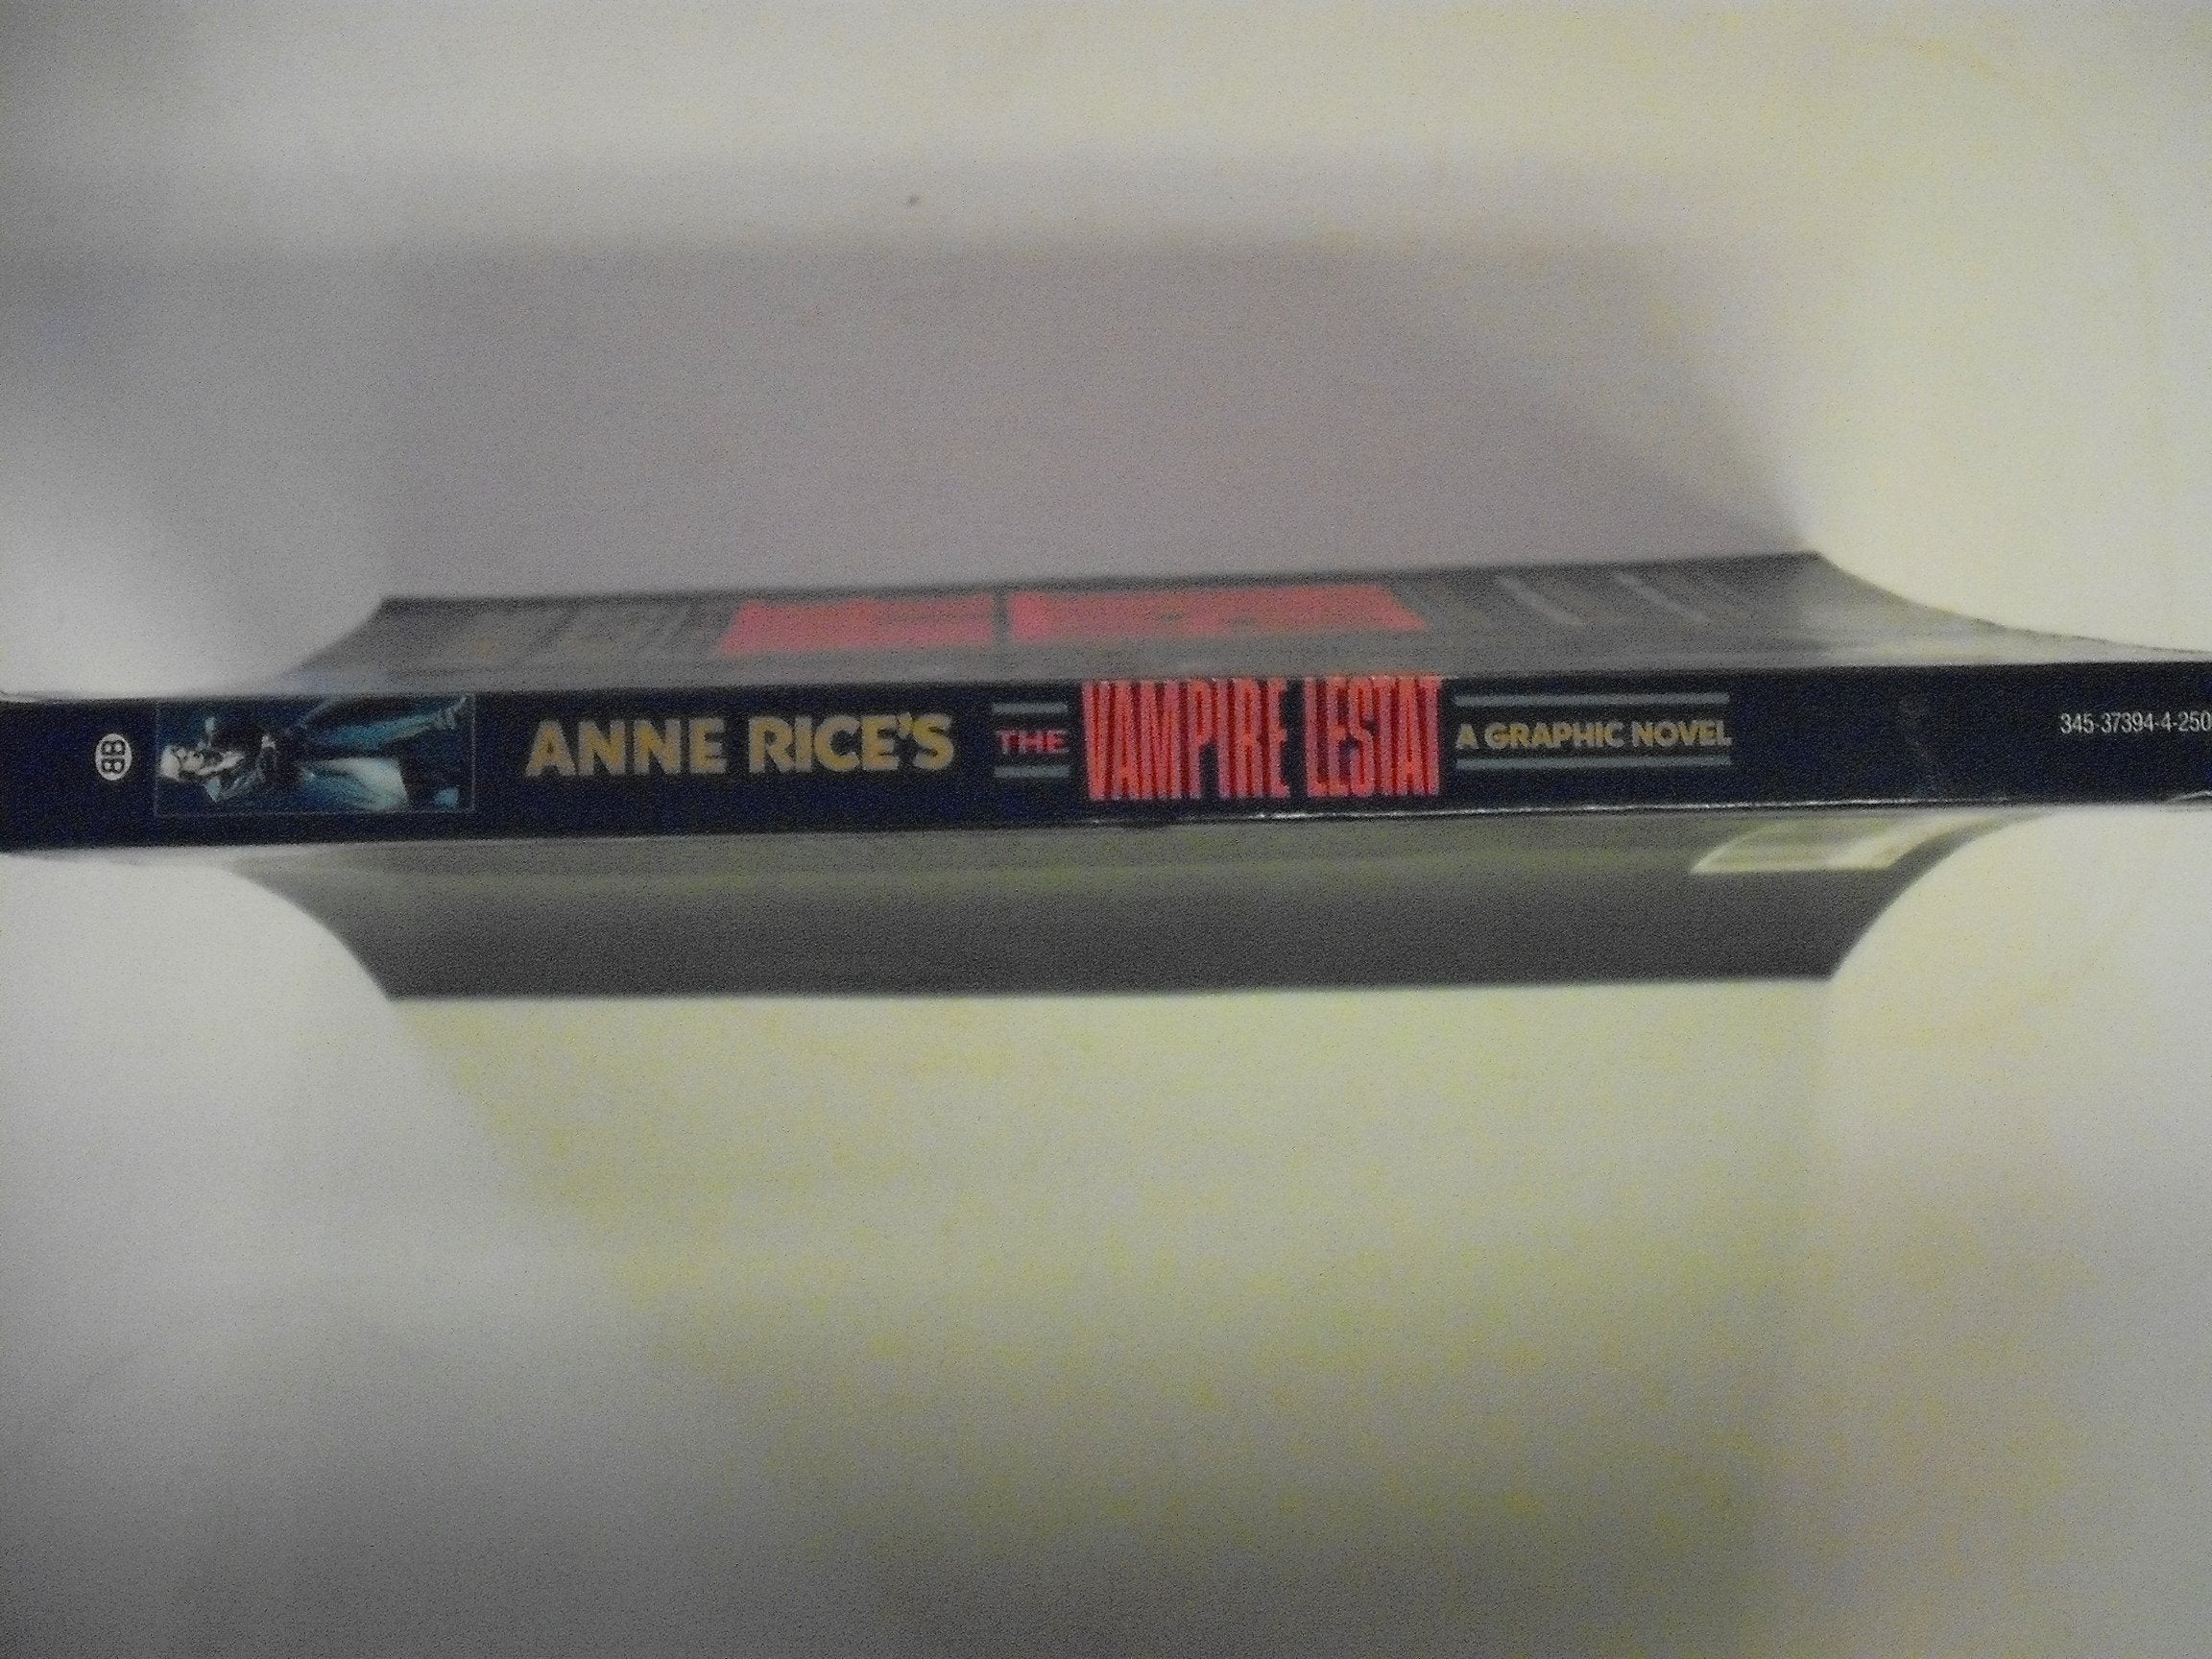 BB
ANNE RICE'S
THE
VAMPIRE LESTAT
A GRAPHIC NOVEL
345-37394-4-250